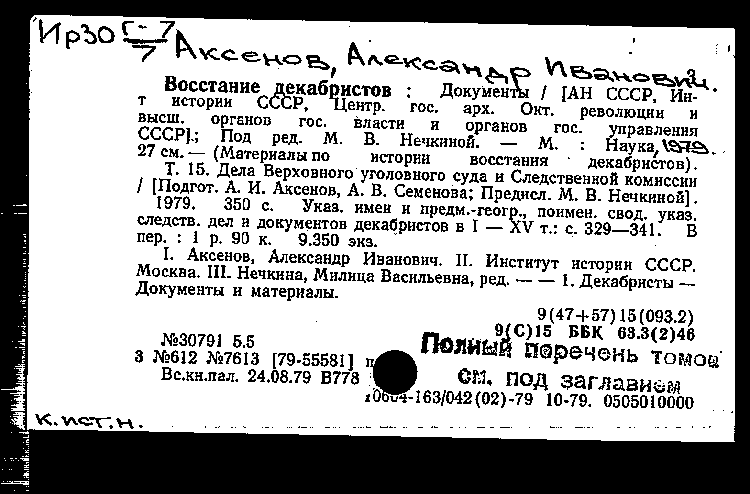 Ир30 Г-7/7
Аксенов, Александр Иванович.
Восстание декабристов : Документы / [АН СССР, Ин-
т истории СССР, Центр. гос. арх. Окт. революции и
высш. органов гос. власти и органов гос. управления
СССР].; Под ред. М. В. Нечкиной. — М. : Наука, 1979.
27 см. — (Материалы по истории восстания декабристов).
Т. 15. Дела Верховного уголовного суда и Следственной комиссии
/ [Подгот. А. И. Аксенов, А. В. Семенова; Предисл. М. В. Нечкиной].
1979. 350 с. Указ. имен и предм.-геогр., поимен. свод. указ.
следств. дел и документов декабристов в I — XV т.: с. 329—341. В
пер. : 1 р. 90 к. 9.350 экз.
I. Аксенов, Александр Иванович. II. Институт истории СССР.
Москва. III. Нечкина, Милица Васильевна, ред. — — 1. Декабристы —
Документы и материалы.
9(47+57)15(093.2)
9(С)15 ББК 63.3(2)46
№30791 5.5
Полный перечень томов
3 №612 №7613 [79-55581] п
см. под заглавием
Вс.кн.пал. 24.08.79 В778
10604-163/042(02)-79 10-79. 0505010000
к.ист.н.